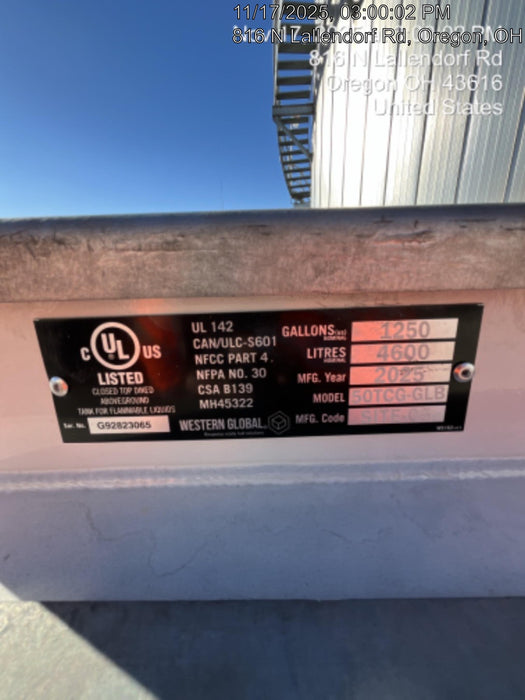 11/17/2025, 03:00:02 PM
816 N Lallendorf Rd, Oregon, OH
816 N Lallendorf Rd
Oregon OH 43616
United States
C UL US
LISTED
CLOSED TOP DIKED
ABOVEGROUND
TANK FOR FLAMMABLE LIQUIDS
Ser. No. G92823065
UL 142
CAN/ULC-S601
NFCC PART 4
NFPA NO. 30
CSA B139
MH45322
WESTERN GLOBAL
GALLONS(us) NOMINAL 1250
LITRES NOMINAL 4600
MFG. Year 2025
MODEL 50TCG-GLB
MFG. Code